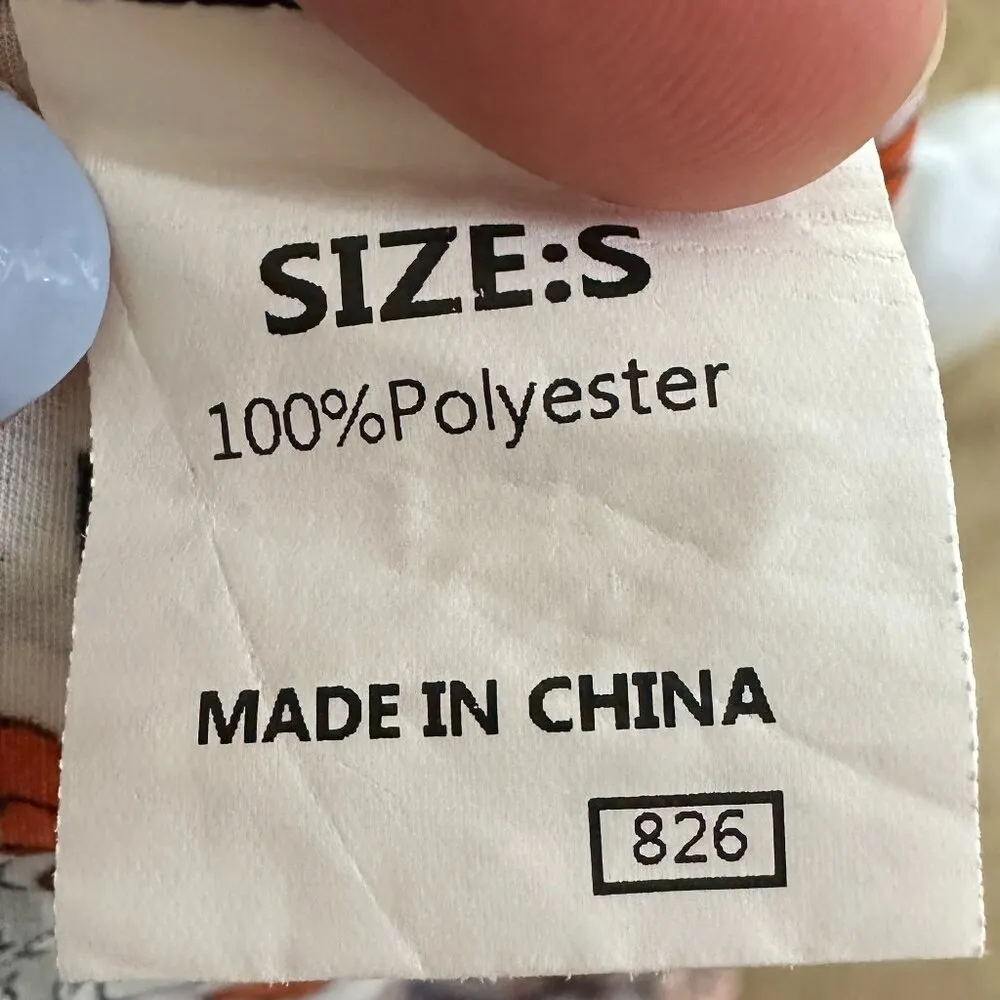 SIZE:S
100%Polyester
MADE IN CHINA
826